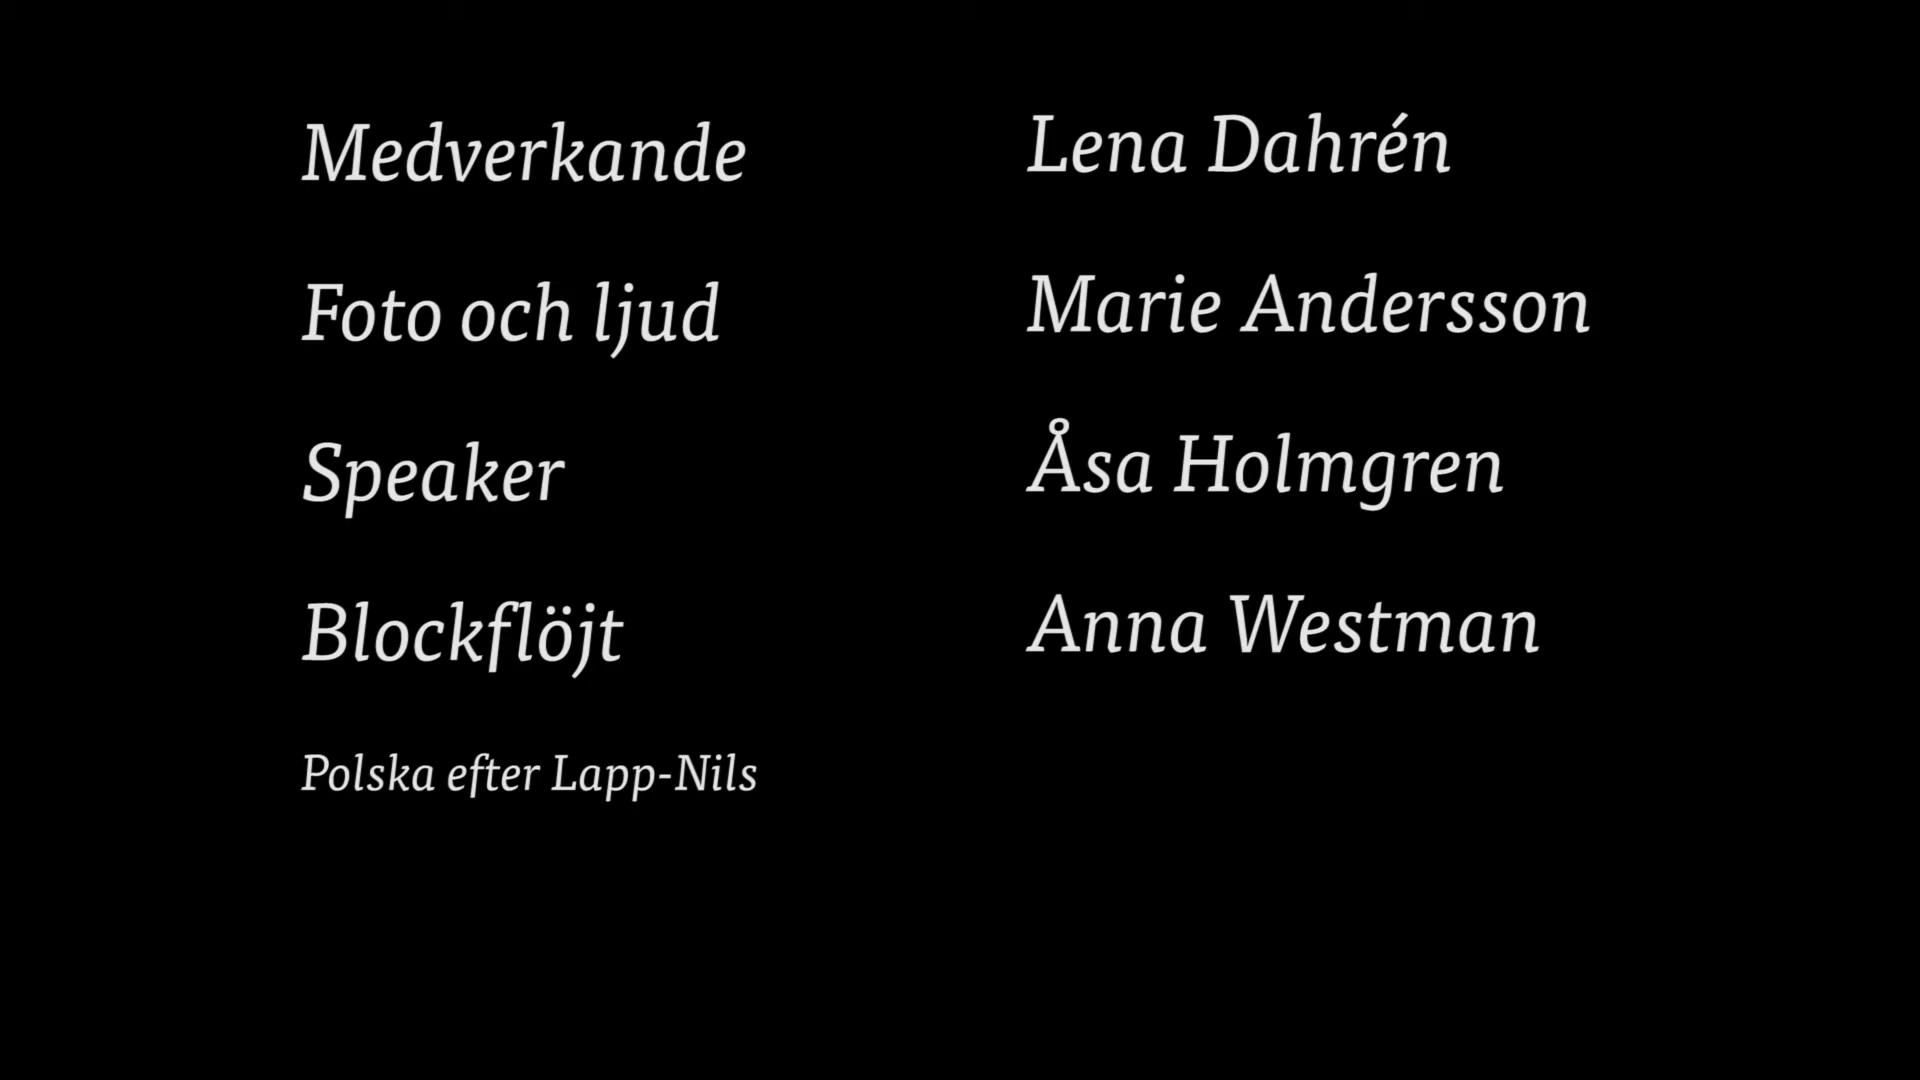 Medverkande Lena Dahrén
Foto och ljud Marie Andersson
Speaker Åsa Holmgren
Blockflöjt Anna Westman
Polska efter Lapp-Nils